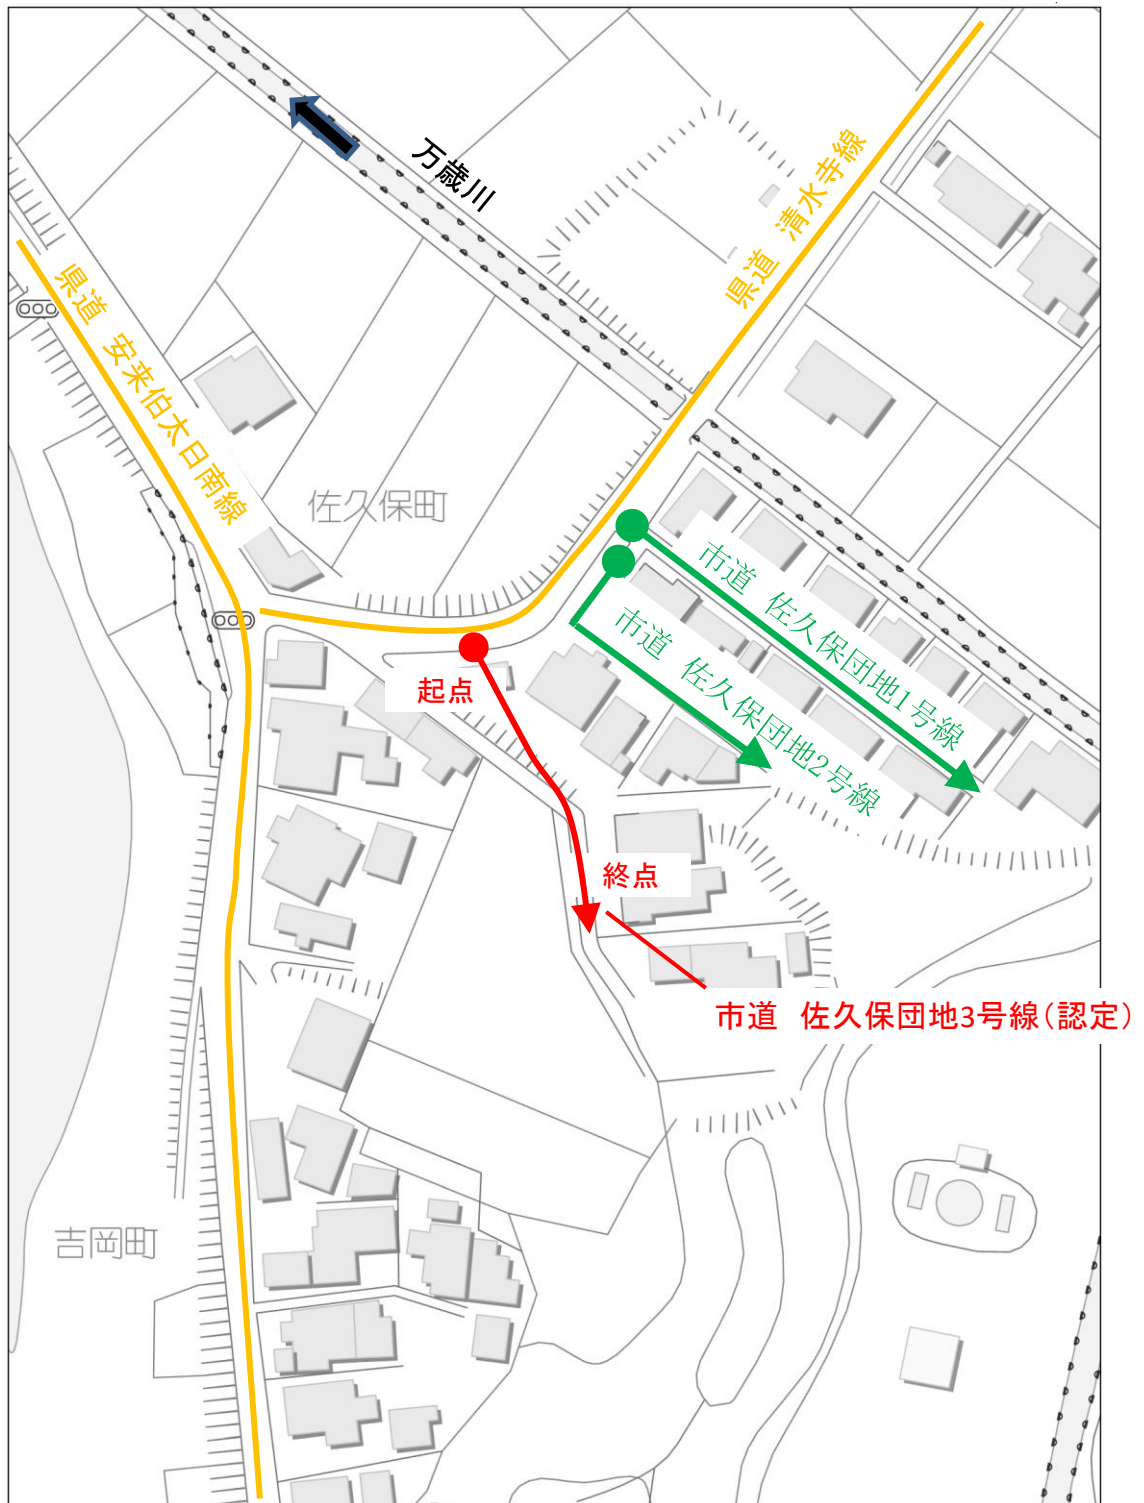 万歳川
県道　清水寺線
県道　安来伯太日南線
佐久保町
市道　佐久保団地1号線
市道　佐久保団地2号線
起点
終点
市道　佐久保団地3号線（認定）
吉岡町